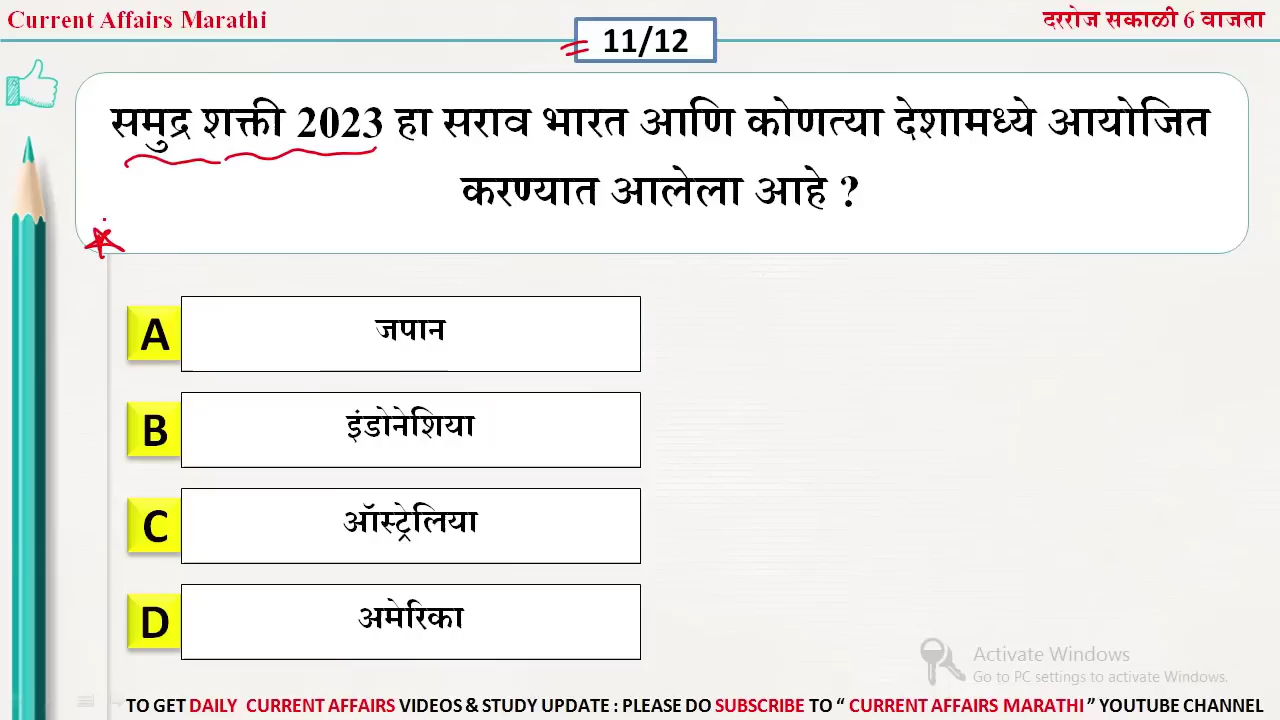 Current Affairs Marathi
दररोज सकाळी 6 वाजता
11/12
समुद्र शक्ती 2023 हा सराव भारत आणि कोणत्या देशामध्ये आयोजित
करण्यात आलेला आहे ?
A जपान
B इंडोनेशिया
C ऑस्ट्रेलिया
D अमेरिका
Activate Windows
Go to PC settings to activate Windows.
TO GET DAILY CURRENT AFFAIRS VIDEOS & STUDY UPDATE : PLEASE DO SUBSCRIBE TO “ CURRENT AFFAIRS MARATHI ” YOUTUBE CHANNEL